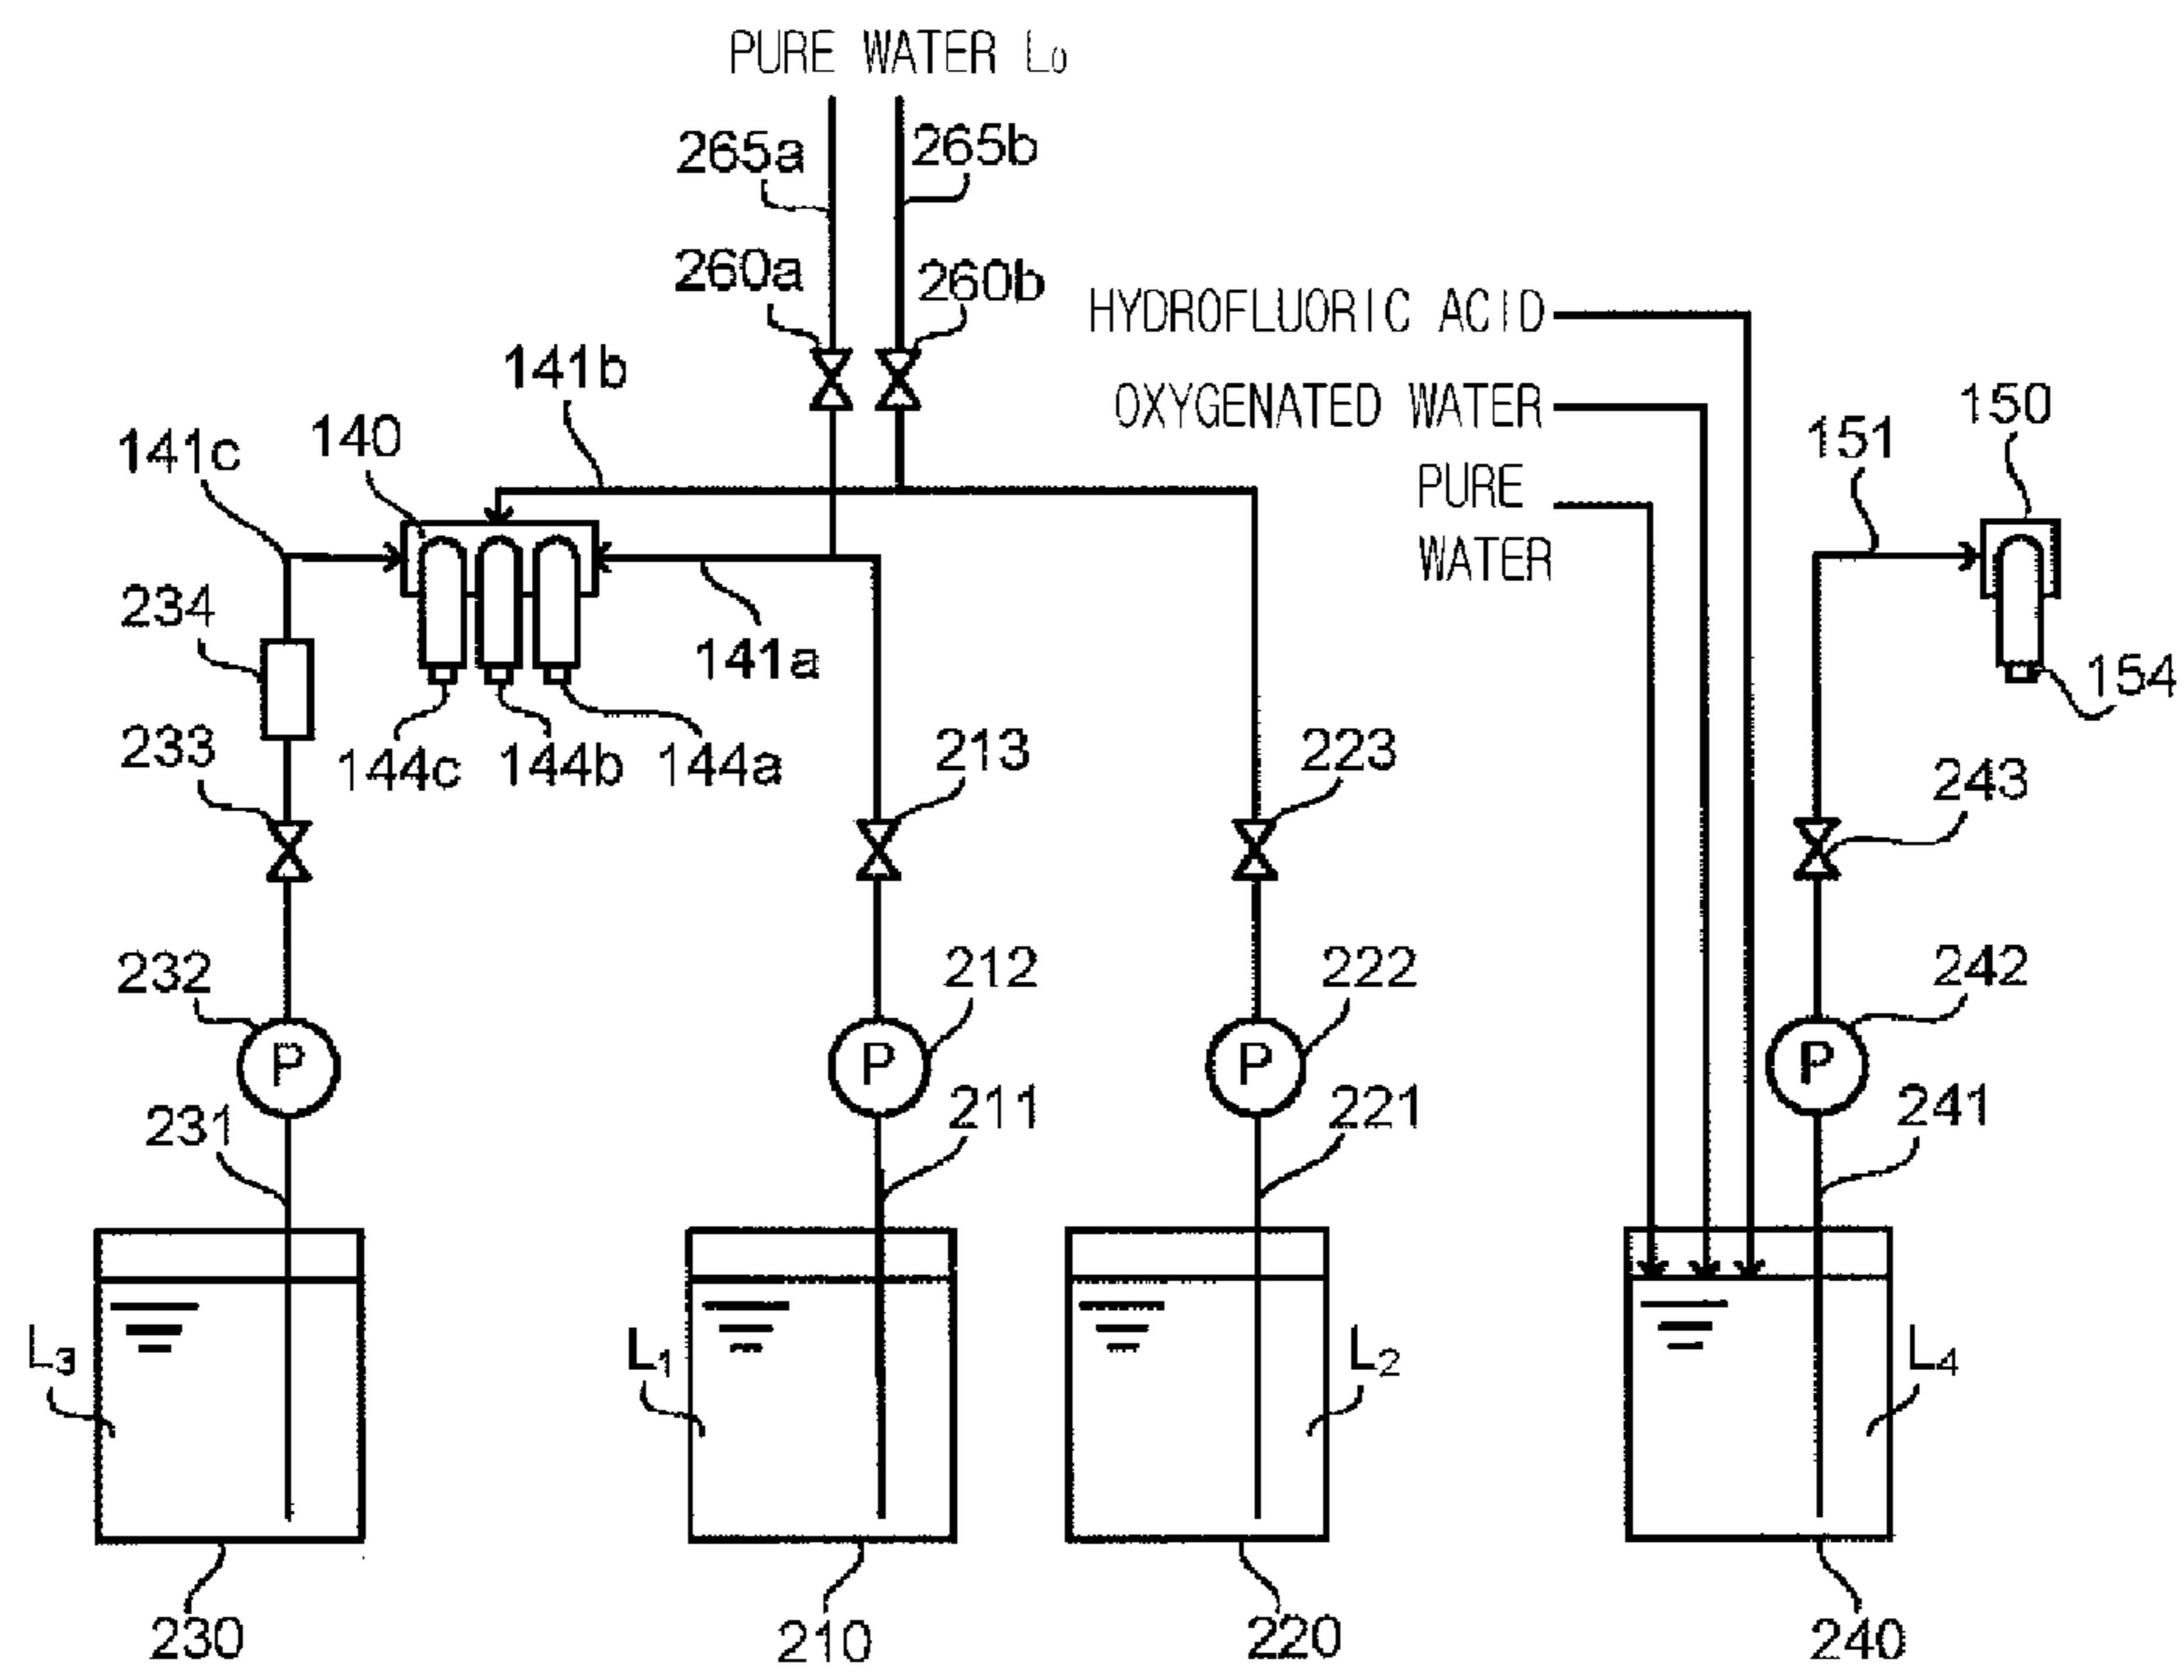 PURE WATER L0
265a 265b
260a 260b
HYDROFLUORIC ACID
141b
OXYGENATED WATER
150
140
151
141c
PURE
WATER
234
141a
154
233
144c 144b 144a
213
223
243
232
212
222
242
P P P P
231
211
221
241
L3
L1
L2
L4
230
210
220
240